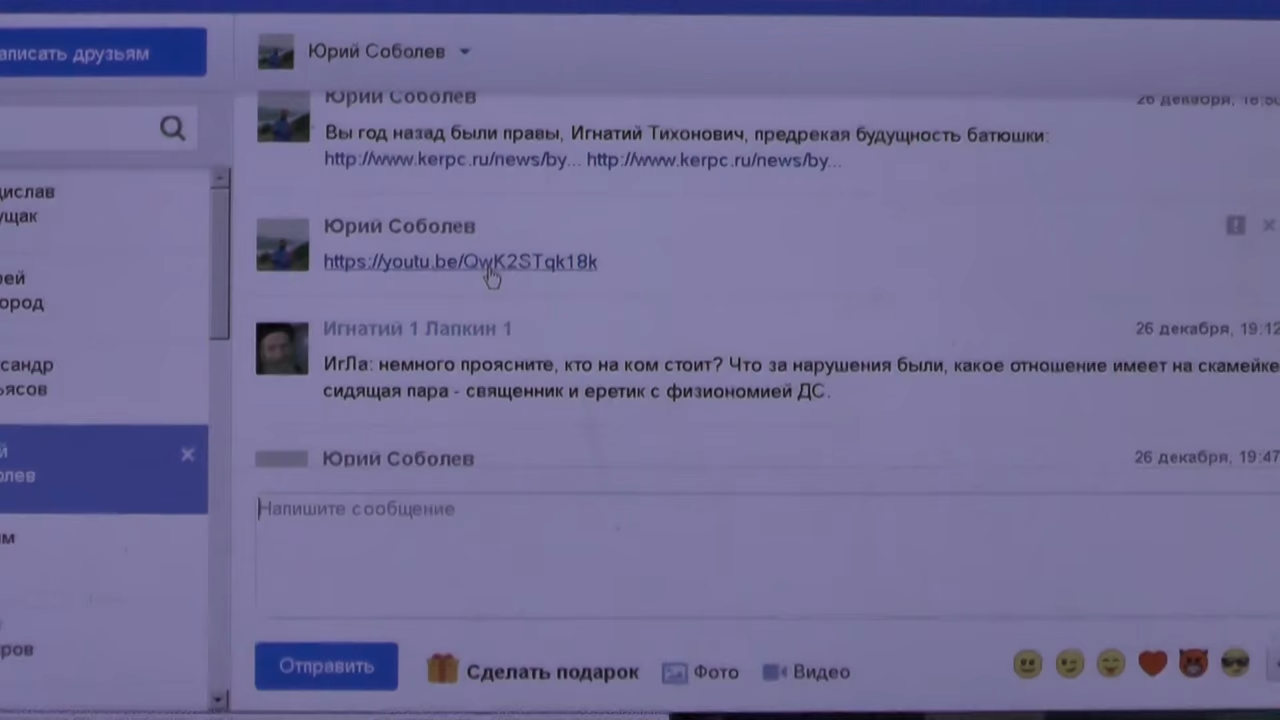 аписать друзьям
Юрий Соболев
Юрий Соболев
26 декабря,
Вы год назад были правы, Игнатий Тихонович, предрекая будущность батюшки:
http://www.kerpc.ru/news/by... http://www.kerpc.ru/news/by...
дислав
ущак
Юрий Соболев
https://youtu.be/QwK2STqk18k
ей
ород
Игнатий 1 Лапкин 1
26 декабря, 19:12
ИгЛа: немного проясните, кто на ком стоит? Что за нарушения были, какое отношение имеет на скамейке
сидящая пара - священник и еретик с физиономией ДС.
сандр
ьясов
й
олев
Юрий Соболев
26 декабря, 19:47
Напишите сообщение
м
ров
Отправить
Сделать подарок
Фото
Видео